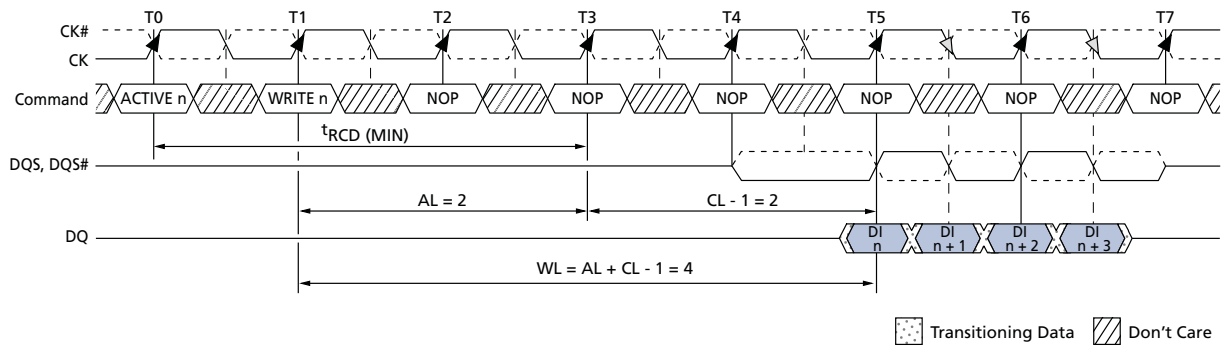 T0 T1 T2 T3 T4 T5 T6 T7
CK#
CK
Command ACTIVE n WRITE n NOP NOP NOP NOP NOP NOP
tRCD (MIN)
DQS, DQS#
AL = 2 CL - 1 = 2
DQ DI n DI n + 1 DI n + 2 DI n + 3
WL = AL + CL - 1 = 4
Transitioning Data Don't Care